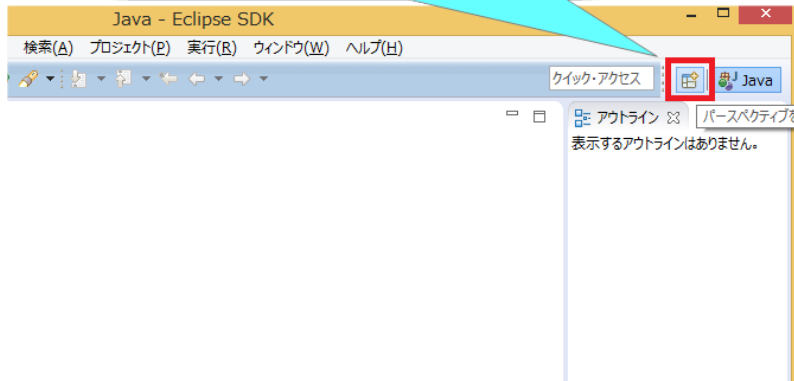 Java - Eclipse SDK
検索(A) プロジェクト(P) 実行(R) ウィンドウ(W) ヘルプ(H)
クイック・アクセス Java
アウトライン パースペクティブを
表示するアウトラインはありません。